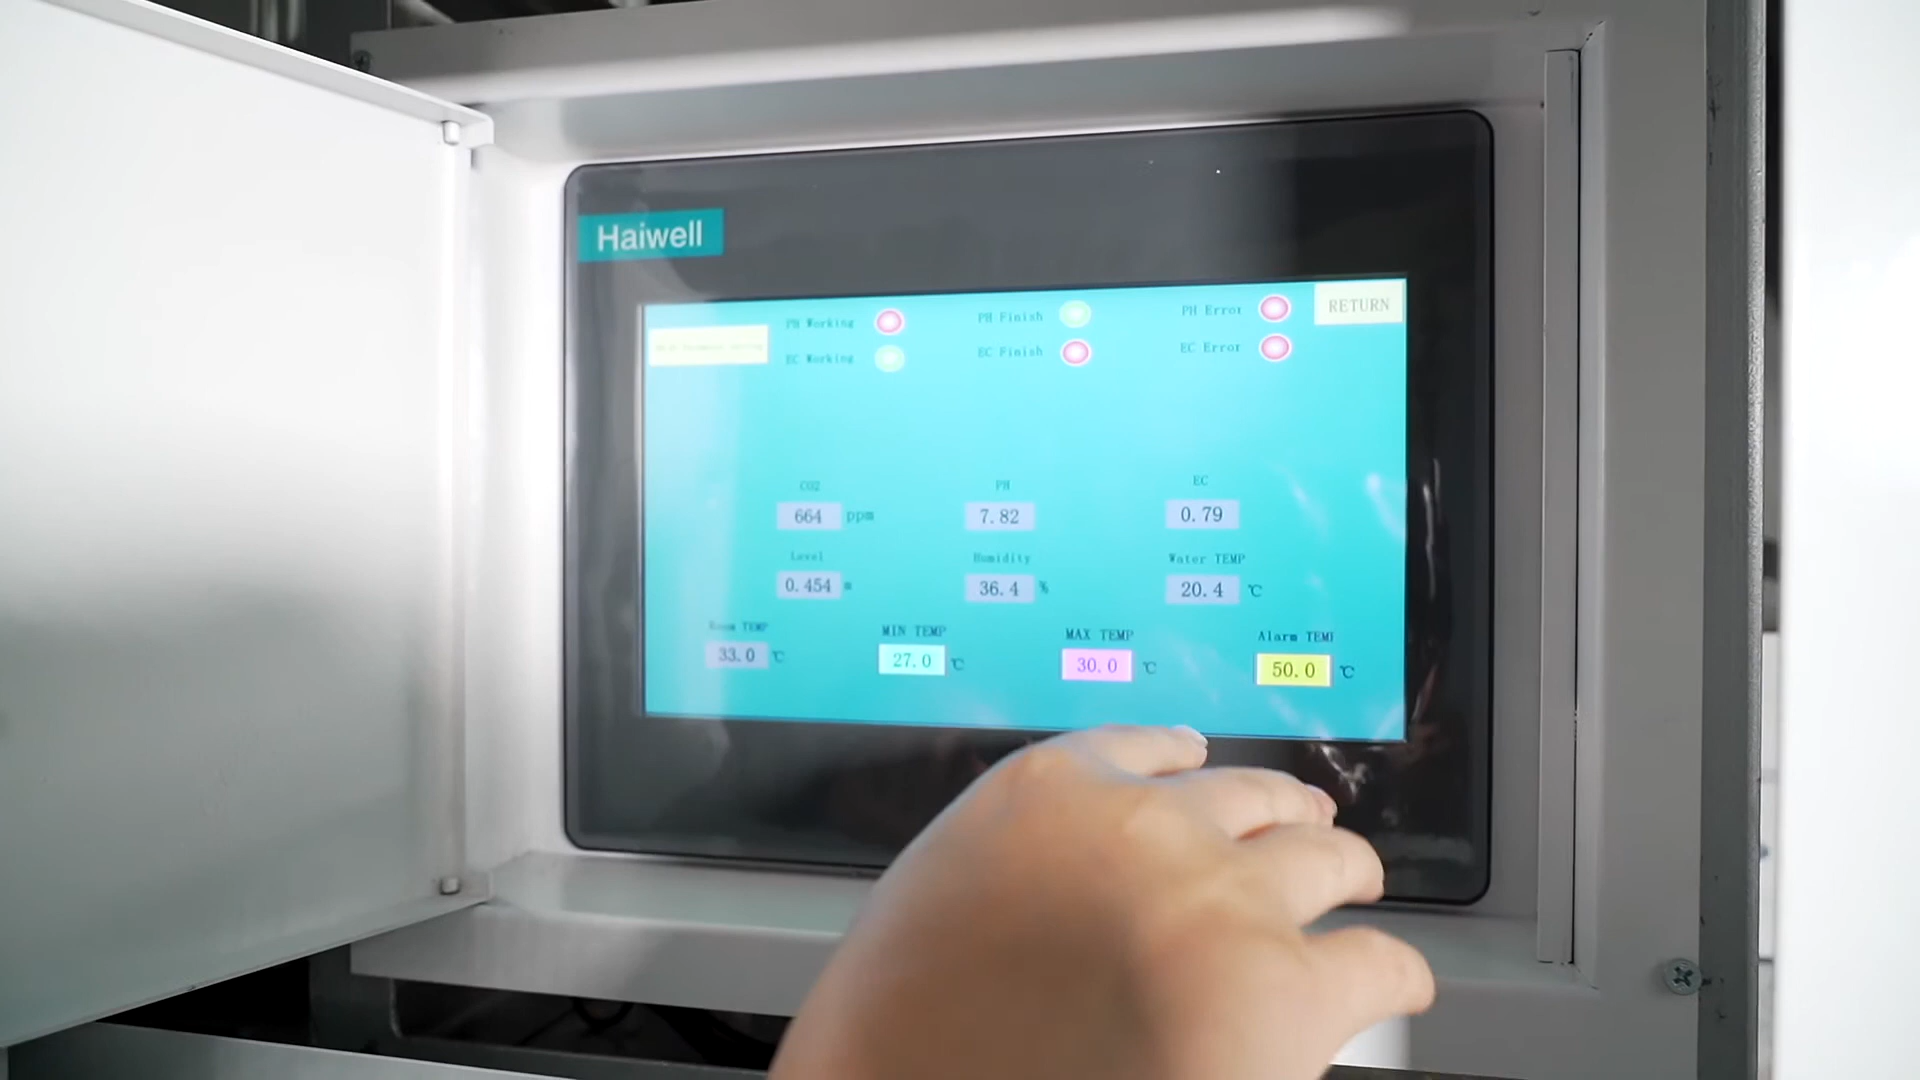 Haiwell
PH Working PH Finish PH Error RETURN
EC Working EC Finish EC Error
CO2 PH EC
664 ppm 7.82 0.79
Level Humidity Water TEMP
0.454 m 36.4 % 20.4 ℃
Room TEMP MIN TEMP MAX TEMP Alarm TEMP
33.0 ℃ 27.0 ℃ 30.0 ℃ 50.0 ℃